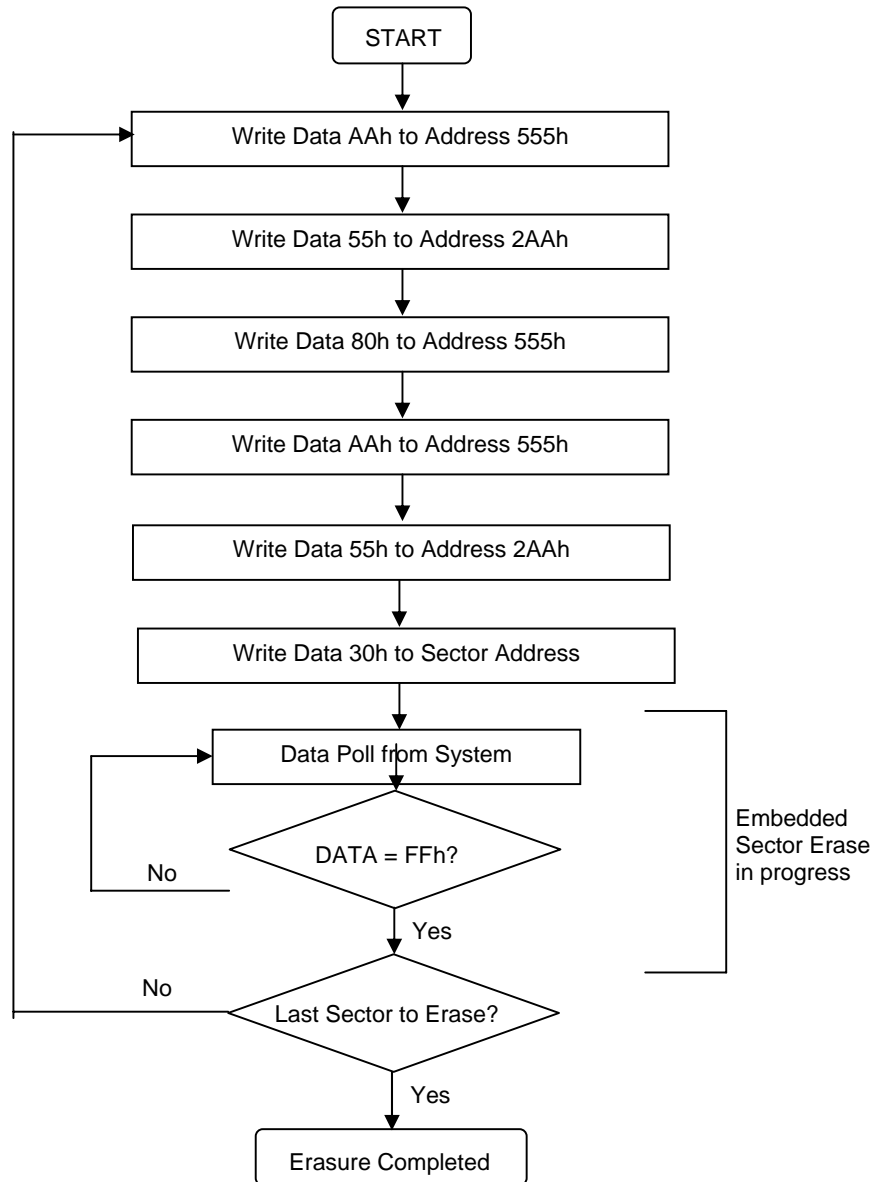 START
Write Data AAh to Address 555h
Write Data 55h to Address 2AAh
Write Data 80h to Address 555h
Write Data AAh to Address 555h
Write Data 55h to Address 2AAh
Write Data 30h to Sector Address
Data Poll from System
DATA = FFh?
No
Yes
Embedded
Sector Erase
in progress
Last Sector to Erase?
No
Yes
Erasure Completed